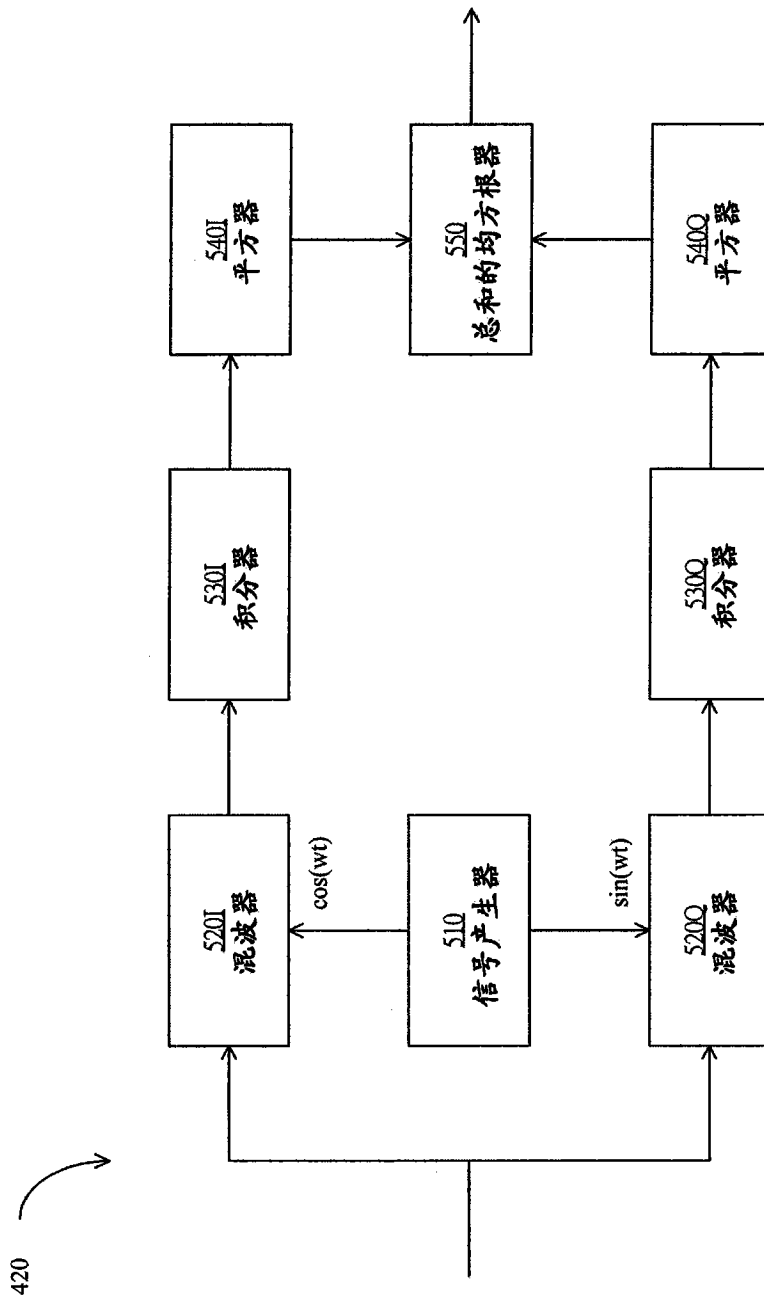 420
520I
混波器
530I
积分器
540I
平方器
cos(wt)
510
信号产生器
550
总和的均方根器
sin(wt)
520Q
混波器
530Q
积分器
540Q
平方器